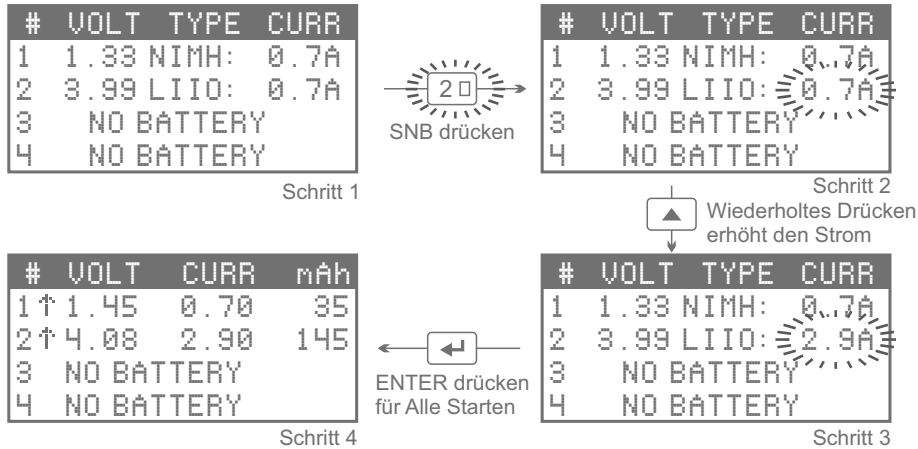 # VOLT TYPE CURR
1 1.33 NIMH: 0.7A
2 3.99 LIIO: 0.7A
3 NO BATTERY
4 NO BATTERY
Schritt 1
2
SNB drücken
# VOLT TYPE CURR
1 1.33 NIMH: 0.7A
2 3.99 LIIO: 0.7A
3 NO BATTERY
4 NO BATTERY
Schritt 2
Wiederholtes Drücken
erhöht den Strom
# VOLT TYPE CURR
1 1.33 NIMH: 0.7A
2 3.99 LIIO: 2.9A
3 NO BATTERY
4 NO BATTERY
Schritt 3
ENTER drücken
für Alle Starten
# VOLT CURR mAh
1↑ 1.45 0.70 35
2↑ 4.08 2.90 145
3 NO BATTERY
4 NO BATTERY
Schritt 4